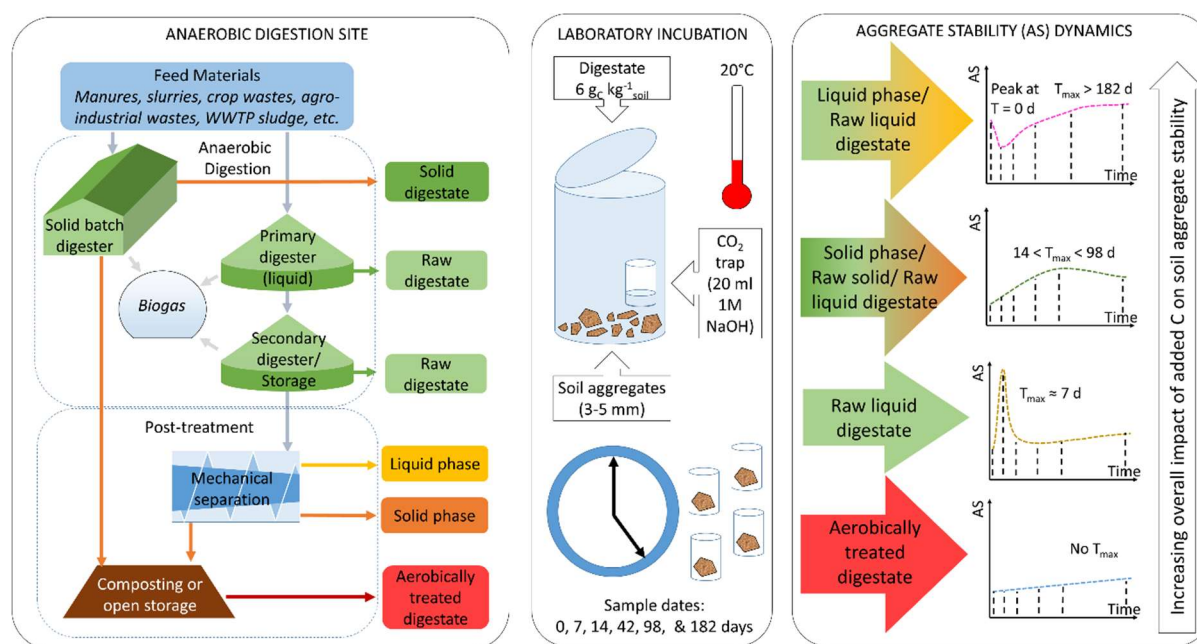 ANAEROBIC DIGESTION SITE
Feed Materials
Manures, slurries, crop wastes, agro-
industrial wastes, WWTP sludge, etc.
Anaerobic
Digestion
Solid batch
digester
Solid
digestate
Primary
digester
(liquid)
Raw
digestate
Biogas
Secondary
digester/
Storage
Raw
digestate
Post-treatment
Mechanical
separation
Liquid phase
Solid phase
Composting or
open storage
Aerobically
treated
digestate
LABORATORY INCUBATION
Digestate
6 g_C kg⁻¹_soil
20°C
CO₂
trap
(20 ml
1M
NaOH)
Soil aggregates
(3-5 mm)
Sample dates:
0, 7, 14, 42, 98, & 182 days
AGGREGATE STABILITY (AS) DYNAMICS
Liquid phase/
Raw liquid
digestate
AS
Peak at
T = 0 d
T_max > 182 d
Time
Solid phase/
Raw solid/ Raw
liquid digestate
AS
14 < T_max < 98 d
Time
Raw liquid
digestate
AS
T_max ≈ 7 d
Time
Aerobically
treated
digestate
AS
No T_max
Time
Increasing overall impact of added C on soil aggregate stability